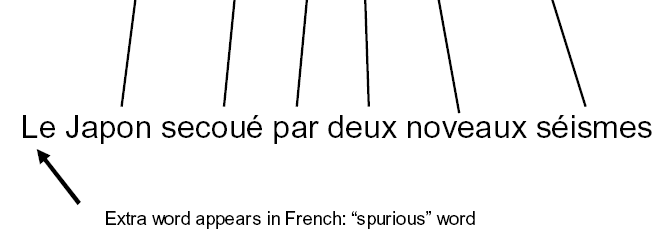 Le Japon secoué par deux noveaux séismes
Extra word appears in French: “spurious” word